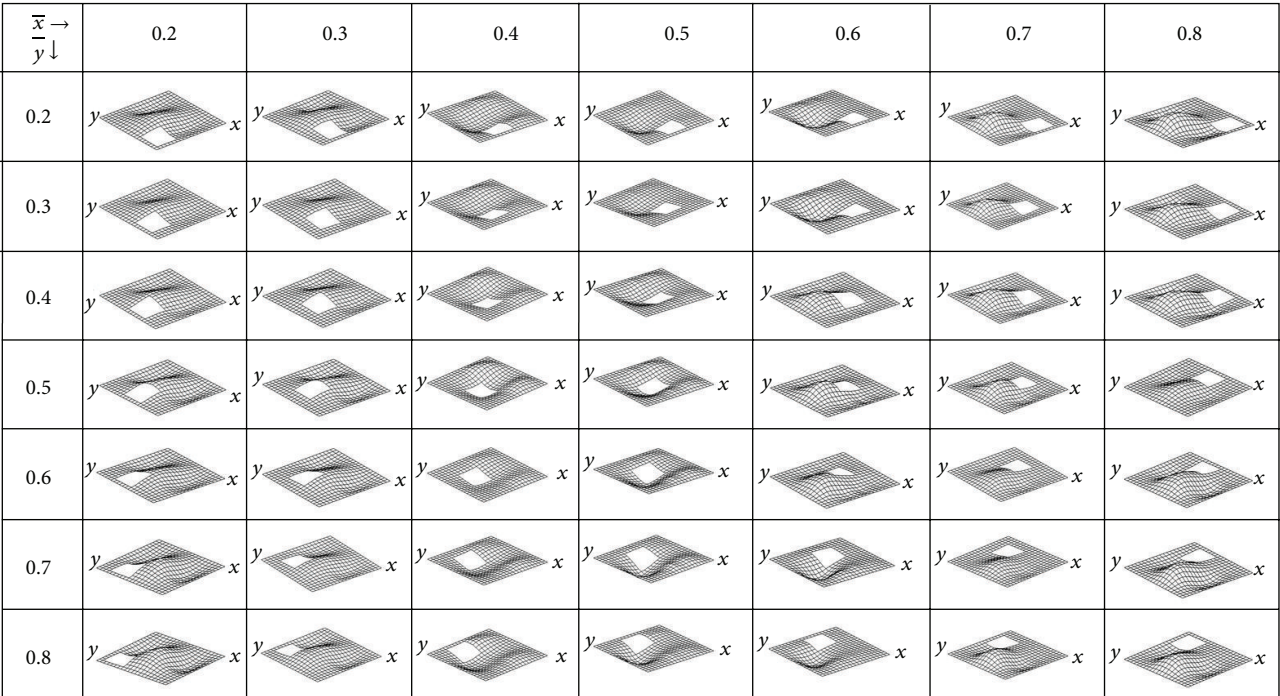 x̅ → 0.2 0.3 0.4 0.5 0.6 0.7 0.8
y̅ ↓
0.2 y x y x y x y x y x y x y x
0.3 y x y x y x y x y x y x y x
0.4 y x y x y x y x y x y x y x
0.5 y x y x y x y x y x y x y x
0.6 y x y x y x y x y x y x y x
0.7 y x y x y x y x y x y x y x
0.8 y x y x y x y x y x y x y x